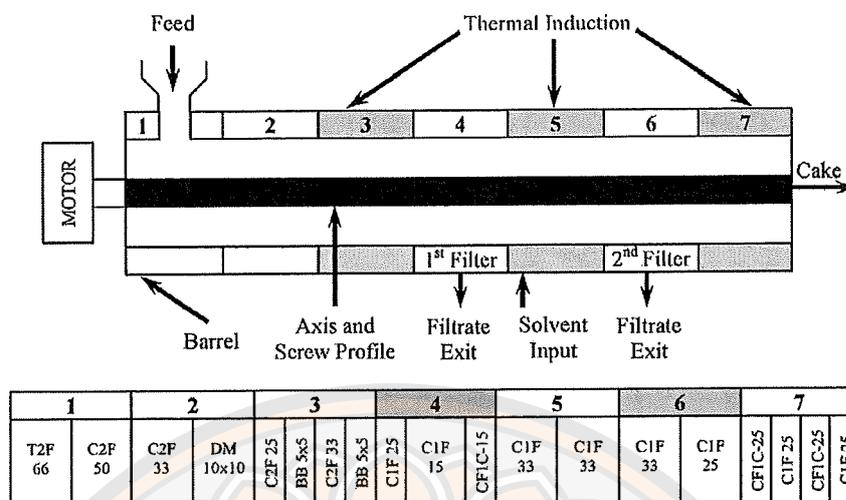 Feed
Thermal Induction
1 2 3 4 5 6 7
MOTOR
Cake
1st Filter 2nd Filter
Barrel
Axis and
Screw Profile
Filtrate
Exit
Solvent
Input
Filtrate
Exit
1 2 3 4 5 6 7
T2F
66
C2F
50
C2F
33
DM
10x10
C2F 25
BB 5x5
C2F 33
BB 5x5
C1F 25
C1F
15
CF1C-15
C1F
33
C1F
33
C1F
33
C1F
25
CF1C-25
C1F 25
CF1C-25
C1F 25